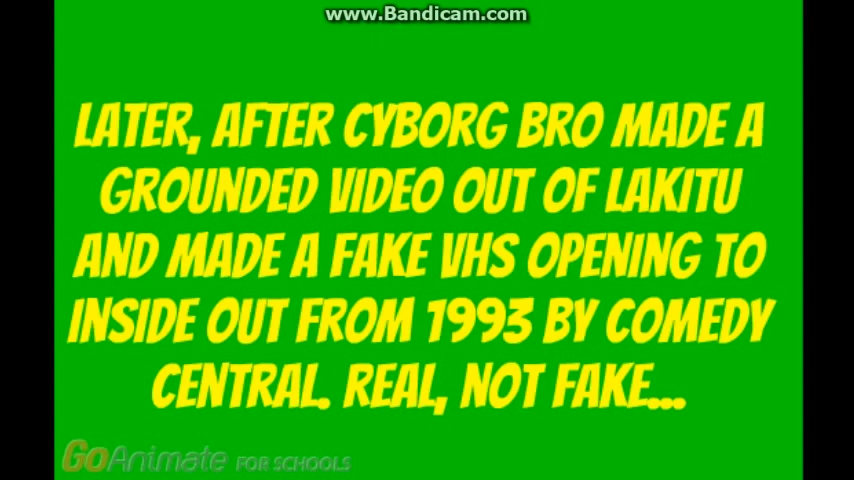 www.Bandicam.com
LATER, AFTER CYBORG BRO MADE A
GROUNDED VIDEO OUT OF LAKITU
AND MADE A FAKE VHS OPENING TO
INSIDE OUT FROM 1993 BY COMEDY
CENTRAL. REAL, NOT FAKE...
GoAnimate FOR SCHOOLS